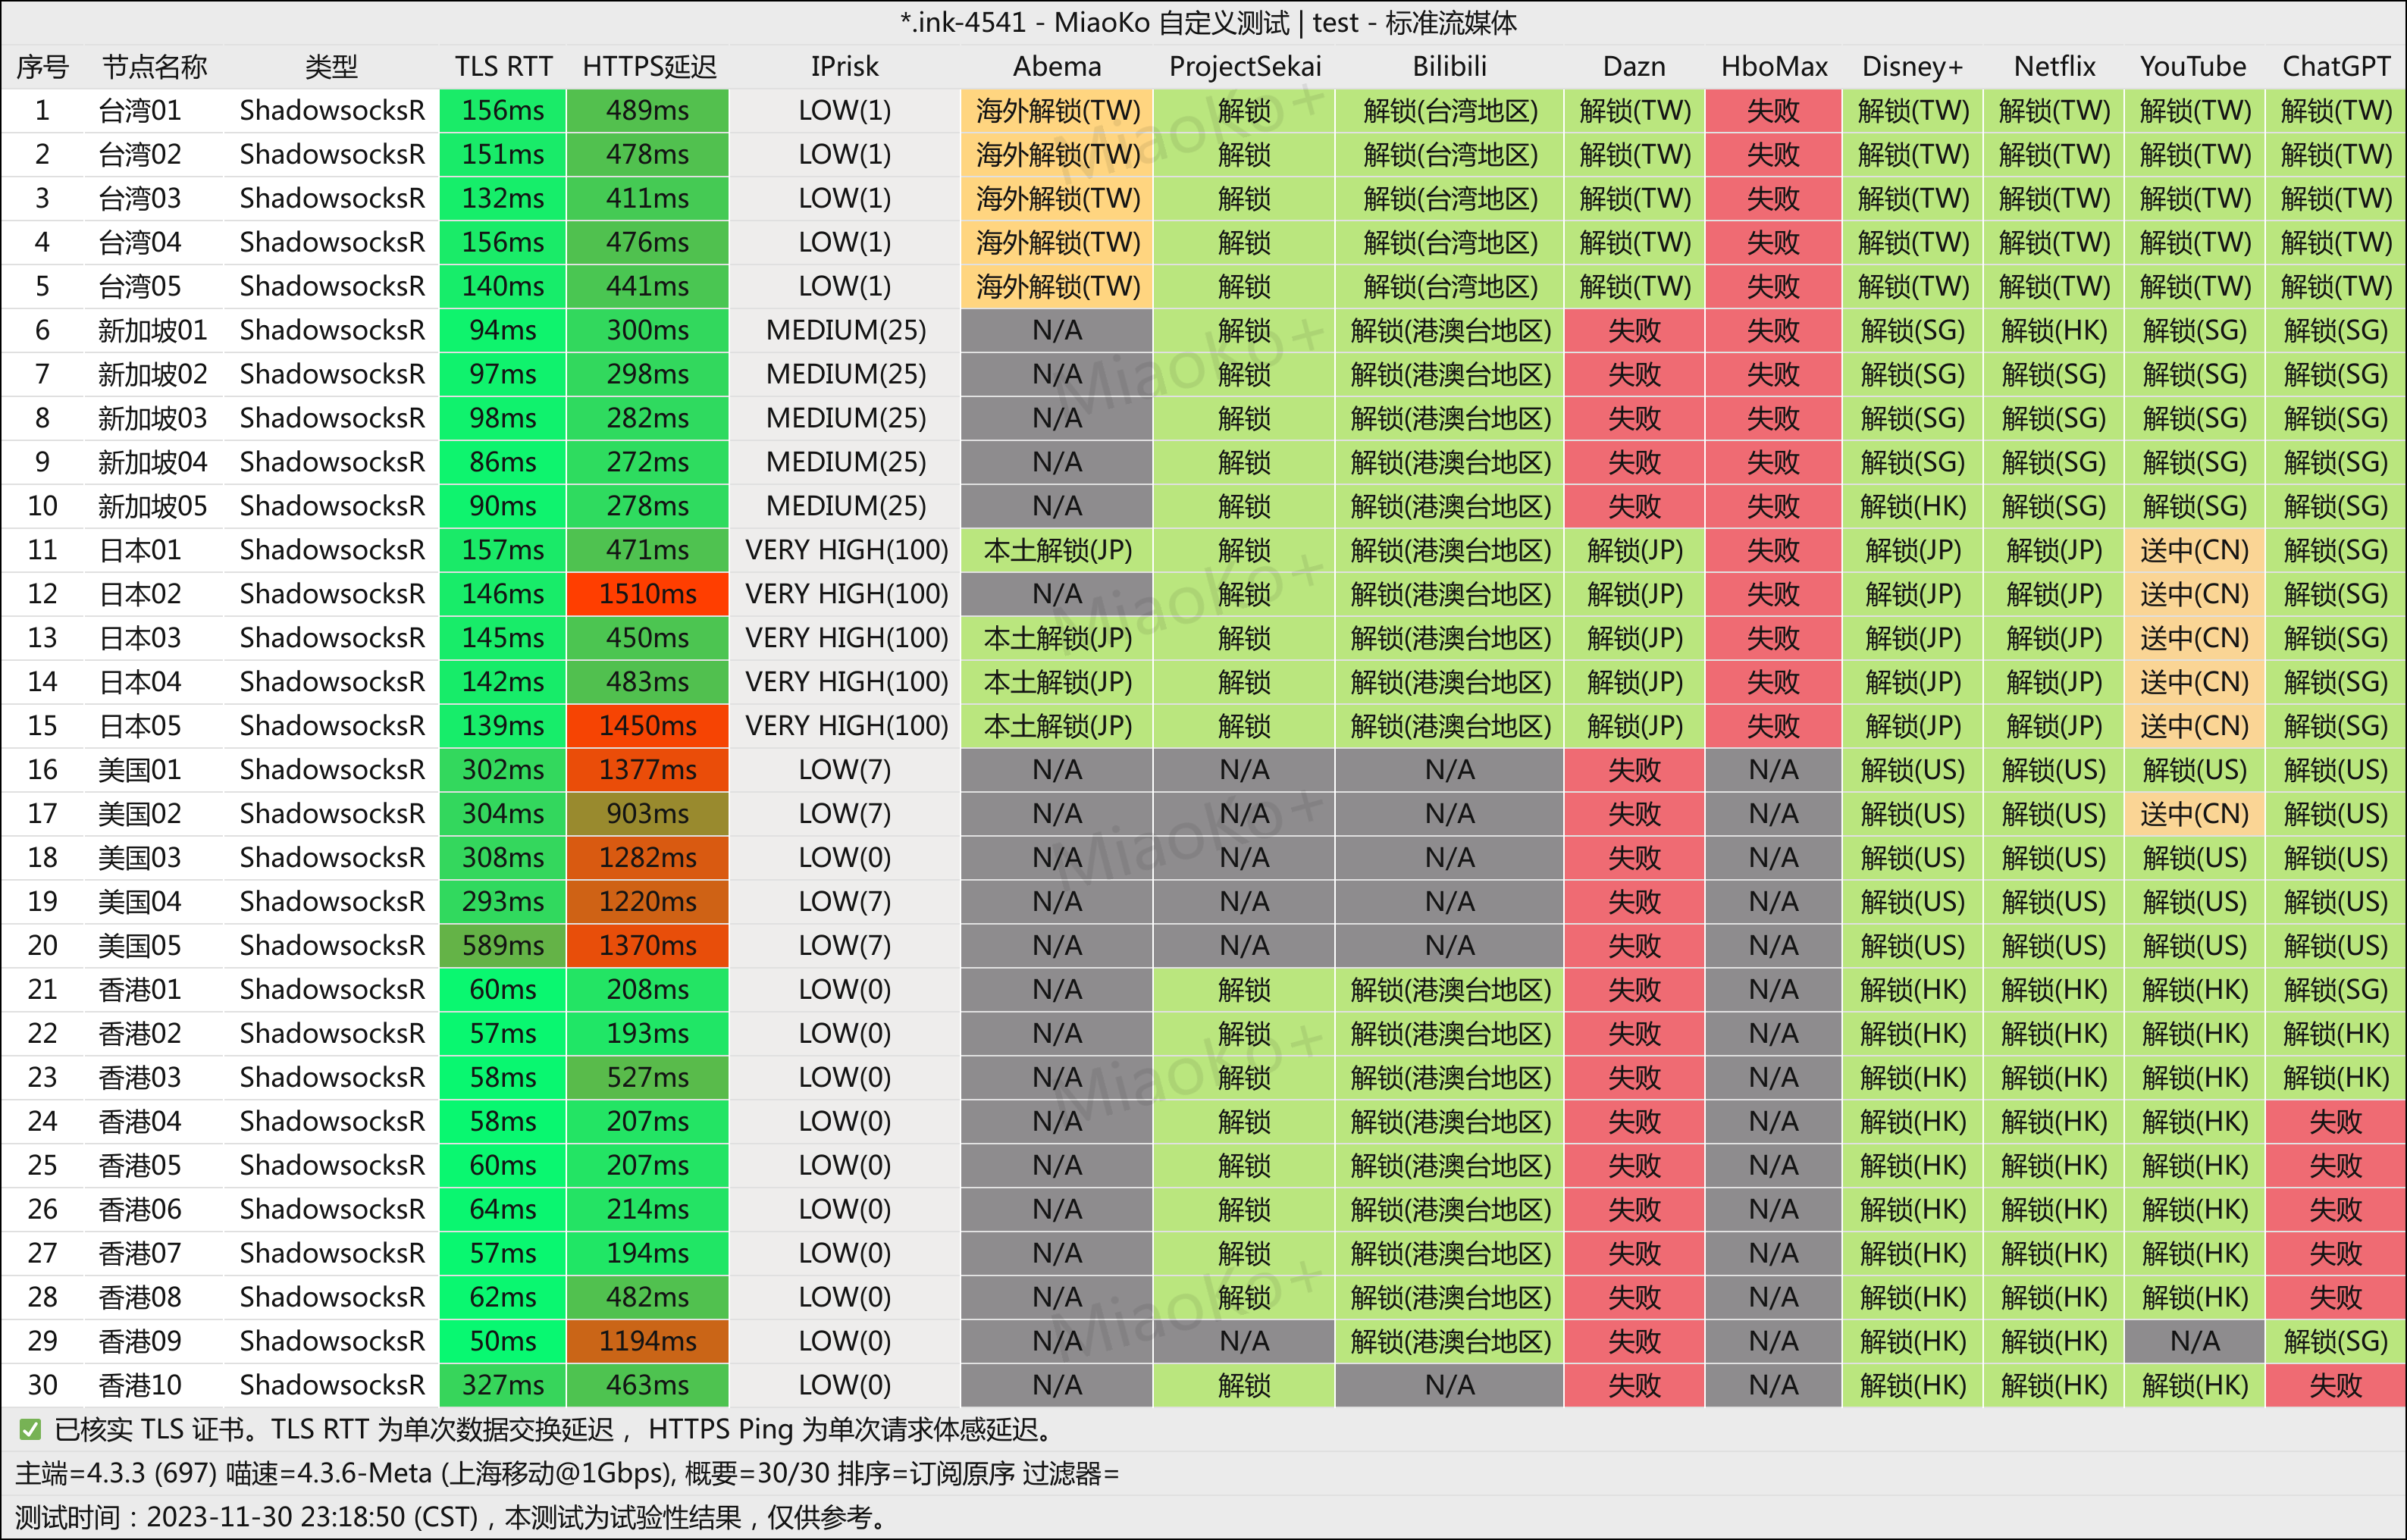 *.ink-4541 - MiaoKo 自定义测试 | test - 标准流媒体
序号 节点名称 类型 TLS RTT HTTPS延迟 IPrisk Abema ProjectSekai Bilibili Dazn HboMax Disney+ Netflix YouTube ChatGPT
1 台湾01 ShadowsocksR 156ms 489ms LOW(1) 海外解锁(TW) 解锁 解锁(台湾地区) 解锁(TW) 失败 解锁(TW) 解锁(TW) 解锁(TW) 解锁(TW)
2 台湾02 ShadowsocksR 151ms 478ms LOW(1) 海外解锁(TW) 解锁 解锁(台湾地区) 解锁(TW) 失败 解锁(TW) 解锁(TW) 解锁(TW) 解锁(TW)
3 台湾03 ShadowsocksR 132ms 411ms LOW(1) 海外解锁(TW) 解锁 解锁(台湾地区) 解锁(TW) 失败 解锁(TW) 解锁(TW) 解锁(TW) 解锁(TW)
4 台湾04 ShadowsocksR 156ms 476ms LOW(1) 海外解锁(TW) 解锁 解锁(台湾地区) 解锁(TW) 失败 解锁(TW) 解锁(TW) 解锁(TW) 解锁(TW)
5 台湾05 ShadowsocksR 140ms 441ms LOW(1) 海外解锁(TW) 解锁 解锁(台湾地区) 解锁(TW) 失败 解锁(TW) 解锁(TW) 解锁(TW) 解锁(TW)
6 新加坡01 ShadowsocksR 94ms 300ms MEDIUM(25) N/A 解锁 解锁(港澳台地区) 失败 失败 解锁(SG) 解锁(HK) 解锁(SG) 解锁(SG)
7 新加坡02 ShadowsocksR 97ms 298ms MEDIUM(25) N/A 解锁 解锁(港澳台地区) 失败 失败 解锁(SG) 解锁(SG) 解锁(SG) 解锁(SG)
8 新加坡03 ShadowsocksR 98ms 282ms MEDIUM(25) N/A 解锁 解锁(港澳台地区) 失败 失败 解锁(SG) 解锁(SG) 解锁(SG) 解锁(SG)
9 新加坡04 ShadowsocksR 86ms 272ms MEDIUM(25) N/A 解锁 解锁(港澳台地区) 失败 失败 解锁(SG) 解锁(SG) 解锁(SG) 解锁(SG)
10 新加坡05 ShadowsocksR 90ms 278ms MEDIUM(25) N/A 解锁 解锁(港澳台地区) 失败 失败 解锁(HK) 解锁(SG) 解锁(SG) 解锁(SG)
11 日本01 ShadowsocksR 157ms 471ms VERY HIGH(100) 本土解锁(JP) 解锁 解锁(港澳台地区) 解锁(JP) 失败 解锁(JP) 解锁(JP) 送中(CN) 解锁(SG)
12 日本02 ShadowsocksR 146ms 1510ms VERY HIGH(100) N/A 解锁 解锁(港澳台地区) 解锁(JP) 失败 解锁(JP) 解锁(JP) 送中(CN) 解锁(SG)
13 日本03 ShadowsocksR 145ms 450ms VERY HIGH(100) 本土解锁(JP) 解锁 解锁(港澳台地区) 解锁(JP) 失败 解锁(JP) 解锁(JP) 送中(CN) 解锁(SG)
14 日本04 ShadowsocksR 142ms 483ms VERY HIGH(100) 本土解锁(JP) 解锁 解锁(港澳台地区) 解锁(JP) 失败 解锁(JP) 解锁(JP) 送中(CN) 解锁(SG)
15 日本05 ShadowsocksR 139ms 1450ms VERY HIGH(100) 本土解锁(JP) 解锁 解锁(港澳台地区) 解锁(JP) 失败 解锁(JP) 解锁(JP) 送中(CN) 解锁(SG)
16 美国01 ShadowsocksR 302ms 1377ms LOW(7) N/A N/A N/A 失败 N/A 解锁(US) 解锁(US) 解锁(US) 解锁(US)
17 美国02 ShadowsocksR 304ms 903ms LOW(7) N/A N/A N/A 失败 N/A 解锁(US) 解锁(US) 送中(CN) 解锁(US)
18 美国03 ShadowsocksR 308ms 1282ms LOW(0) N/A N/A N/A 失败 N/A 解锁(US) 解锁(US) 解锁(US) 解锁(US)
19 美国04 ShadowsocksR 293ms 1220ms LOW(7) N/A N/A N/A 失败 N/A 解锁(US) 解锁(US) 解锁(US) 解锁(US)
20 美国05 ShadowsocksR 589ms 1370ms LOW(7) N/A N/A N/A 失败 N/A 解锁(US) 解锁(US) 解锁(US) 解锁(US)
21 香港01 ShadowsocksR 60ms 208ms LOW(0) N/A 解锁 解锁(港澳台地区) 失败 N/A 解锁(HK) 解锁(HK) 解锁(HK) 解锁(SG)
22 香港02 ShadowsocksR 57ms 193ms LOW(0) N/A 解锁 解锁(港澳台地区) 失败 N/A 解锁(HK) 解锁(HK) 解锁(HK) 解锁(HK)
23 香港03 ShadowsocksR 58ms 527ms LOW(0) N/A 解锁 解锁(港澳台地区) 失败 N/A 解锁(HK) 解锁(HK) 解锁(HK) 解锁(HK)
24 香港04 ShadowsocksR 58ms 207ms LOW(0) N/A 解锁 解锁(港澳台地区) 失败 N/A 解锁(HK) 解锁(HK) 解锁(HK) 失败
25 香港05 ShadowsocksR 60ms 207ms LOW(0) N/A 解锁 解锁(港澳台地区) 失败 N/A 解锁(HK) 解锁(HK) 解锁(HK) 失败
26 香港06 ShadowsocksR 64ms 214ms LOW(0) N/A 解锁 解锁(港澳台地区) 失败 N/A 解锁(HK) 解锁(HK) 解锁(HK) 失败
27 香港07 ShadowsocksR 57ms 194ms LOW(0) N/A 解锁 解锁(港澳台地区) 失败 N/A 解锁(HK) 解锁(HK) 解锁(HK) 失败
28 香港08 ShadowsocksR 62ms 482ms LOW(0) N/A 解锁 解锁(港澳台地区) 失败 N/A 解锁(HK) 解锁(HK) 解锁(HK) 失败
29 香港09 ShadowsocksR 50ms 1194ms LOW(0) N/A N/A 解锁(港澳台地区) 失败 N/A 解锁(HK) 解锁(HK) N/A 解锁(SG)
30 香港10 ShadowsocksR 327ms 463ms LOW(0) N/A 解锁 N/A 失败 N/A 解锁(HK) 解锁(HK) 解锁(HK) 失败
✅ 已核实 TLS 证书。TLS RTT 为单次数据交换延迟，HTTPS Ping 为单次请求体感延迟。
主端=4.3.3 (697) 喵速=4.3.6-Meta (上海移动@1Gbps), 概要=30/30 排序=订阅原序 过滤器=
测试时间：2023-11-30 23:18:50 (CST)，本测试为试验性结果，仅供参考。
MiaoKo+
MiaoKo+
MiaoKo+
MiaoKo+
MiaoKo+
MiaoKo+